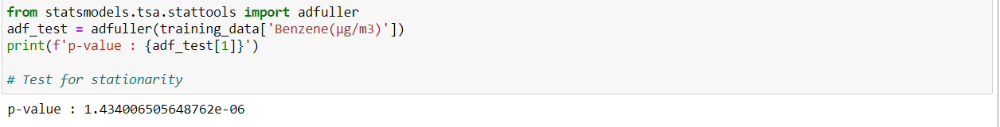 from statsmodels.tsa.stattools import adfuller
adf_test = adfuller(training_data['Benzene(µg/m3)'])
print(f'p-value : {adf_test[1]}')
# Test for stationarity
p-value : 1.434006505648762e-06